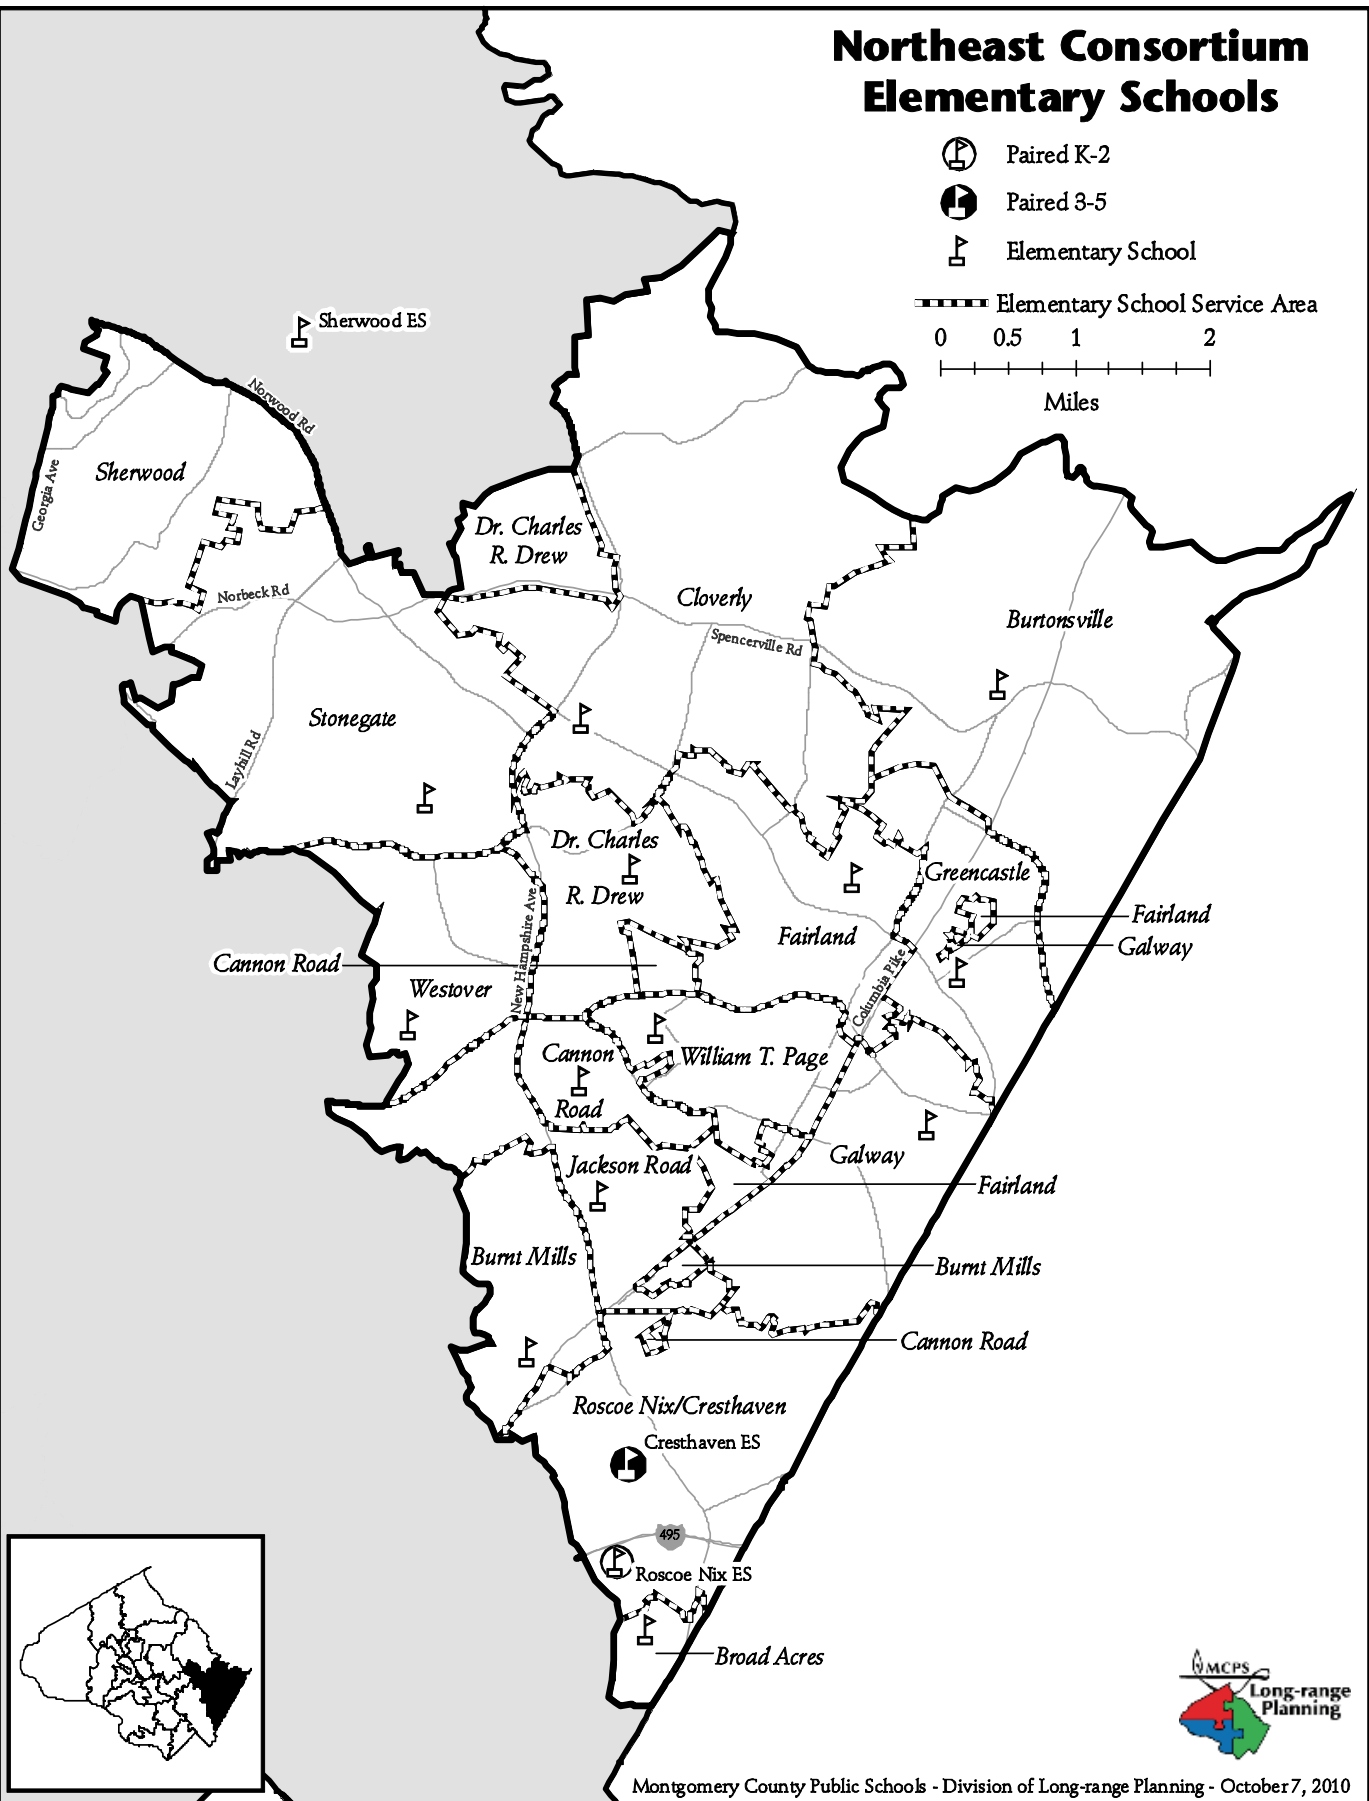 Northeast Consortium
Elementary Schools
Paired K-2
Paired 3-5
Elementary School
Elementary School Service Area
0 0.5 1 2
Miles
Sherwood ES
Norwood Rd
Sherwood
Georgia Ave
Dr. Charles
R. Drew
Norbeck Rd
Cloverly
Spencerville Rd
Burtonsville
Stonegate
Layhill Rd
Dr. Charles
R. Drew
Greencastle
New Hampshire Ave
Fairland
Fairland
Galway
Cannon Road
Westover
Columbia Pike
Cannon
Road
William T. Page
Galway
Jackson Road
Fairland
Burnt Mills
Burnt Mills
Cannon Road
Roscoe Nix/Cresthaven
Cresthaven ES
495
Roscoe Nix ES
Broad Acres
MCPS
Long-range
Planning
Montgomery County Public Schools - Division of Long-range Planning - October 7, 2010